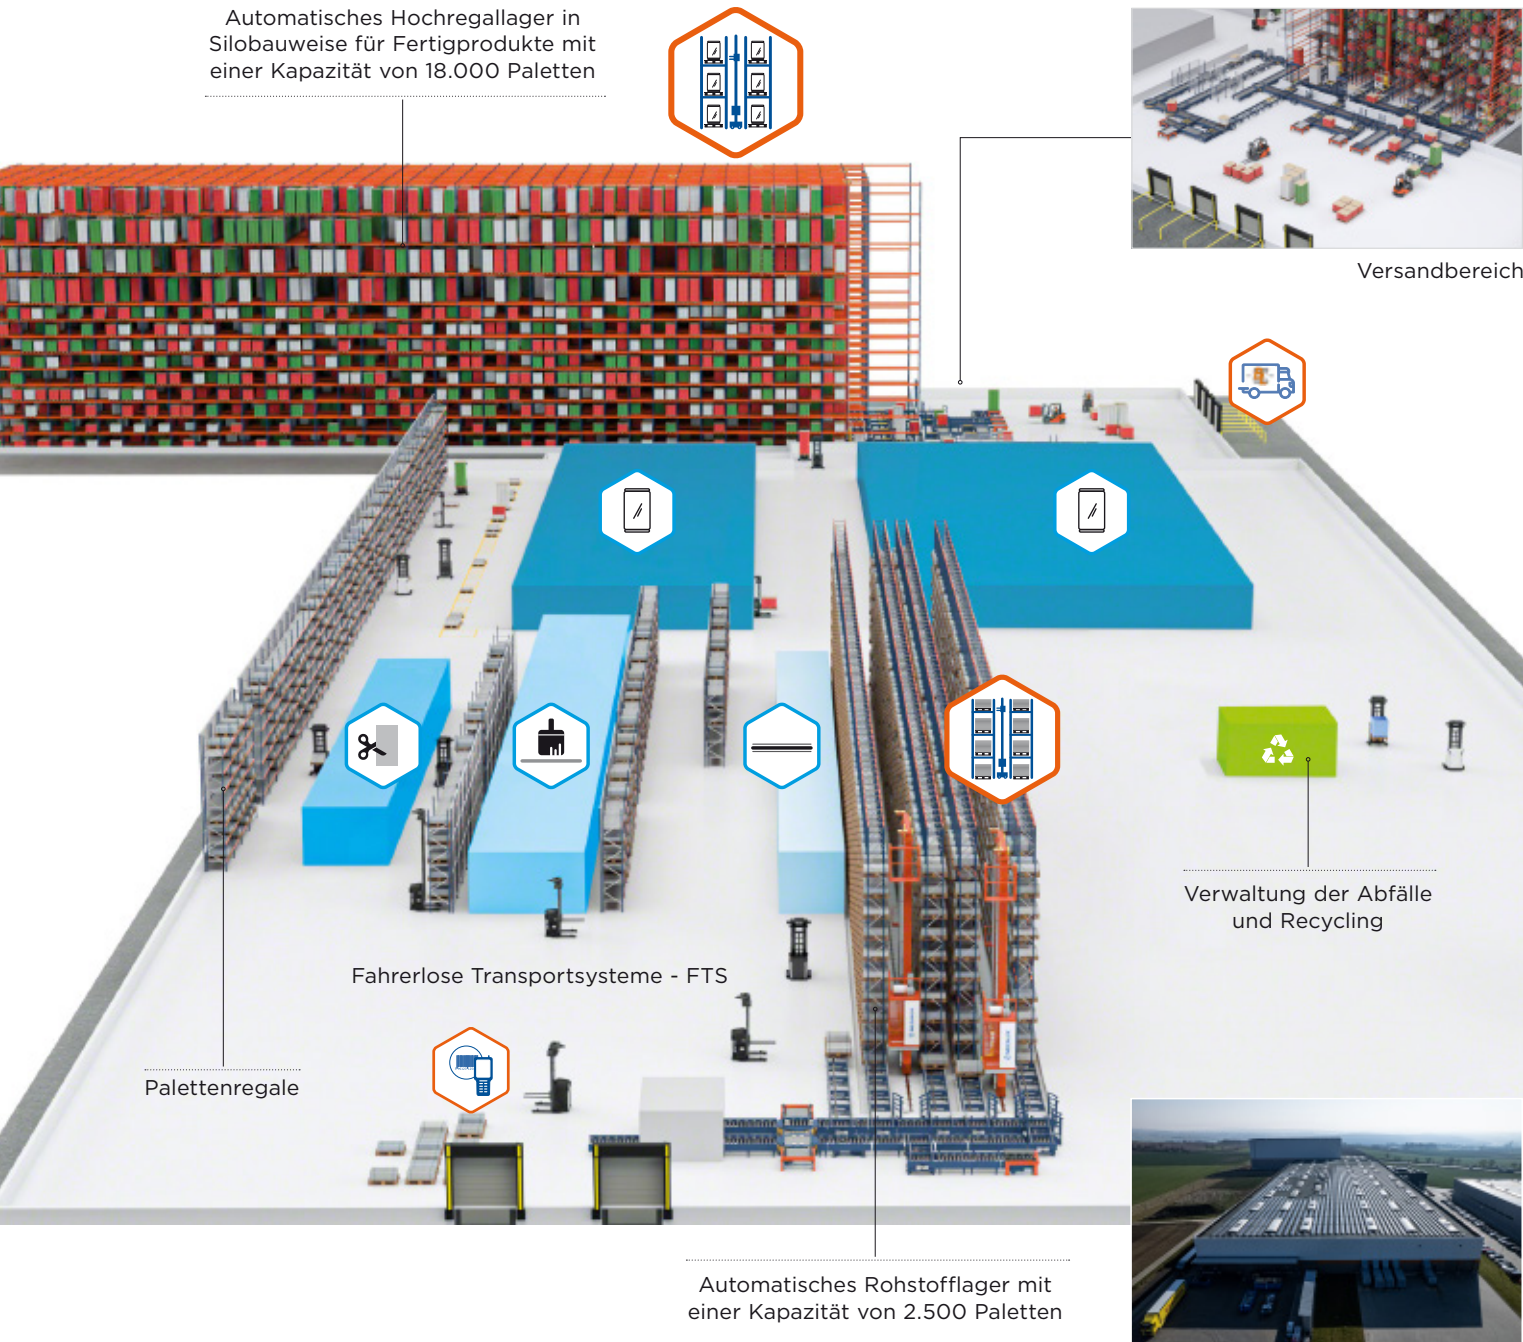 Automatisches Hochregallager in
Silobauweise für Fertigprodukte mit
einer Kapazität von 18.000 Paletten
Versandbereich
Verwaltung der Abfälle
und Recycling
Fahrerlose Transportsysteme - FTS
Palettenregale
Automatisches Rohstofflager mit
einer Kapazität von 2.500 Paletten